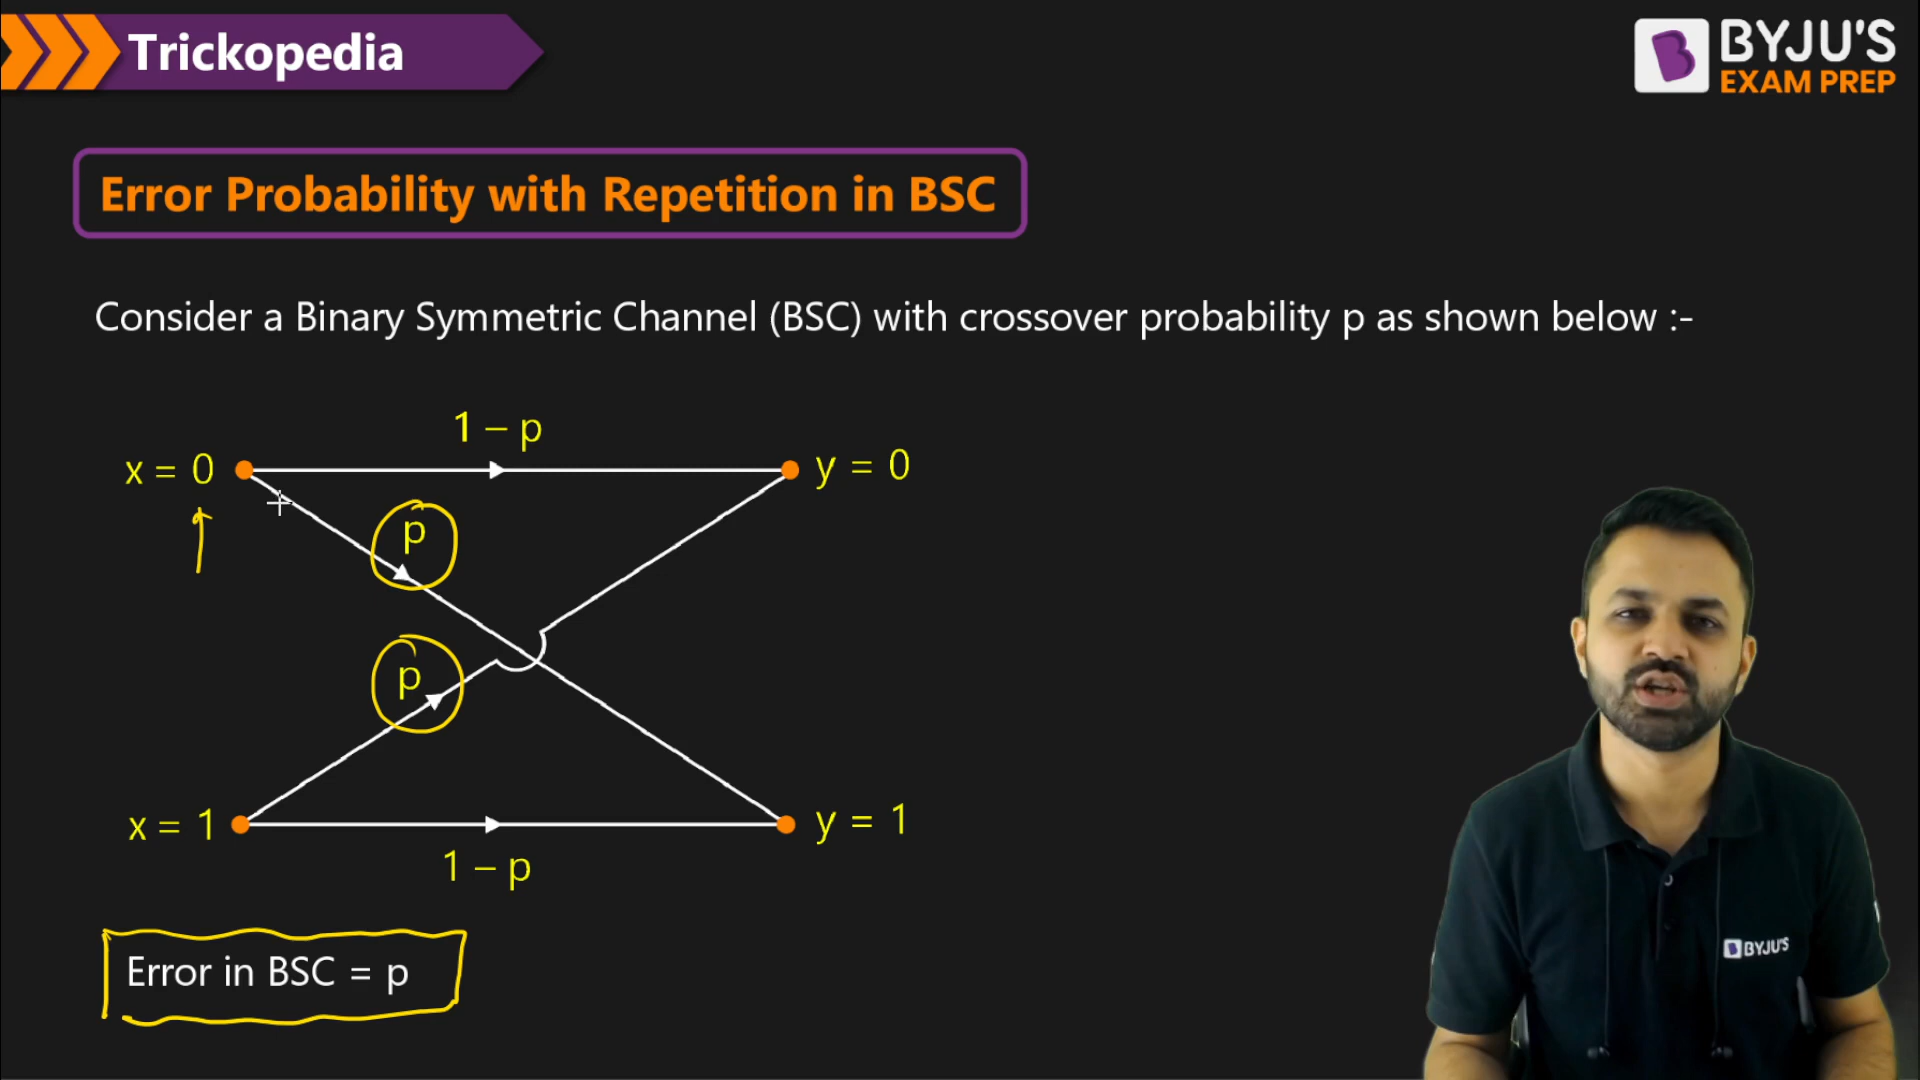 Trickopedia
BYJU'S
EXAM PREP
Error Probability with Repetition in BSC
Consider a Binary Symmetric Channel (BSC) with crossover probability p as shown below :-
1 – p
x = 0
y = 0
p
p
x = 1
y = 1
1 – p
Error in BSC = p
BYJU'S